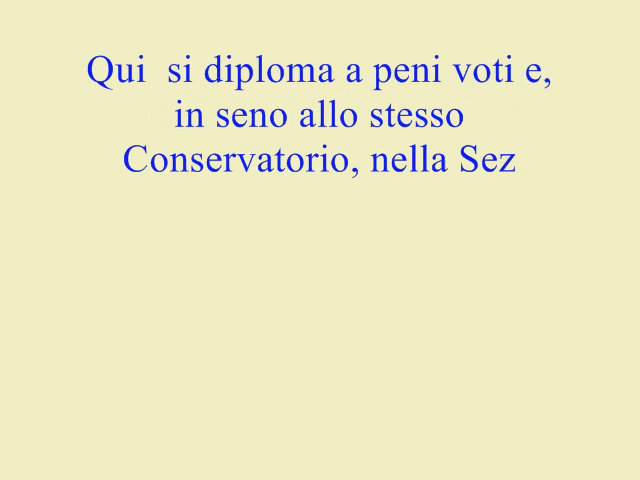 Qui  si diploma a peni voti e,
in seno allo stesso
Conservatorio, nella Sez